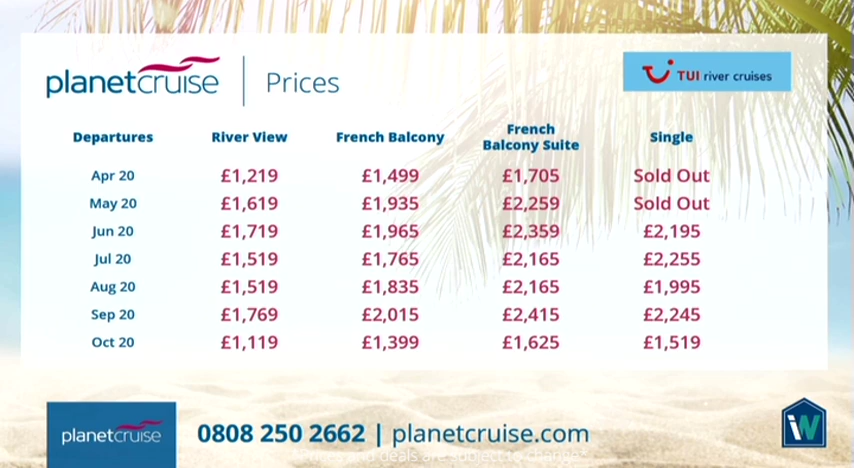 planetcruise | Prices
TUI river cruises
Departures River View French Balcony French Balcony Suite Single
Apr 20 £1,219 £1,499 £1,705 Sold Out
May 20 £1,619 £1,935 £2,259 Sold Out
Jun 20 £1,719 £1,965 £2,359 £2,195
Jul 20 £1,519 £1,765 £2,165 £2,255
Aug 20 £1,519 £1,835 £2,165 £1,995
Sep 20 £1,769 £2,015 £2,415 £2,245
Oct 20 £1,119 £1,399 £1,625 £1,519
planetcruise
0808 250 2662 | planetcruise.com
*Prices and deals are subject to change*
iW